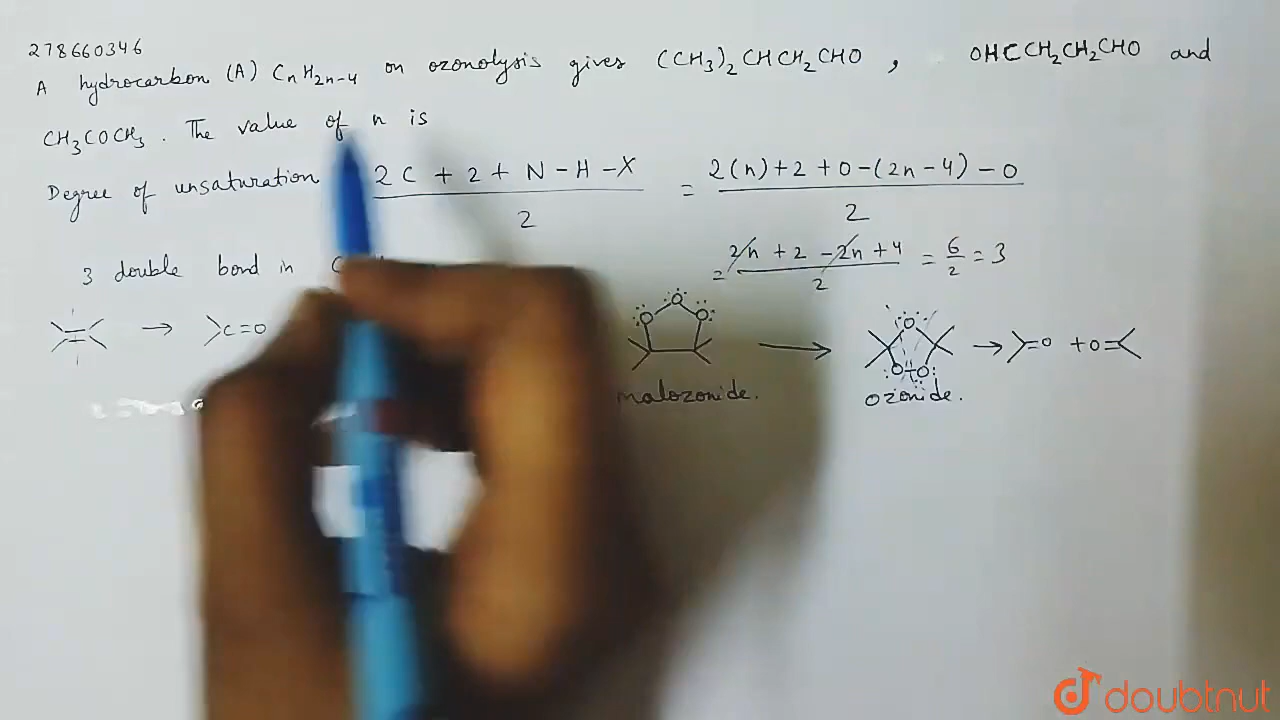 278660346
A hydrocarbon (A) CnH2n-4 on ozonolysis gives (CH3)2CHCH2CHO , OHCCH2CH2CHO and
CH3COCH3 . The value of n is
Degree of unsaturation 2C + 2 + N - H - X / 2 = 2(n) + 2 + 0 - (2n - 4) - 0 / 2
3 double bond in C = 2n + 2 - 2n + 4 / 2 = 6/2 = 3
→ C=O → → =O + O=
malozonide. ozonide.
doubtnut